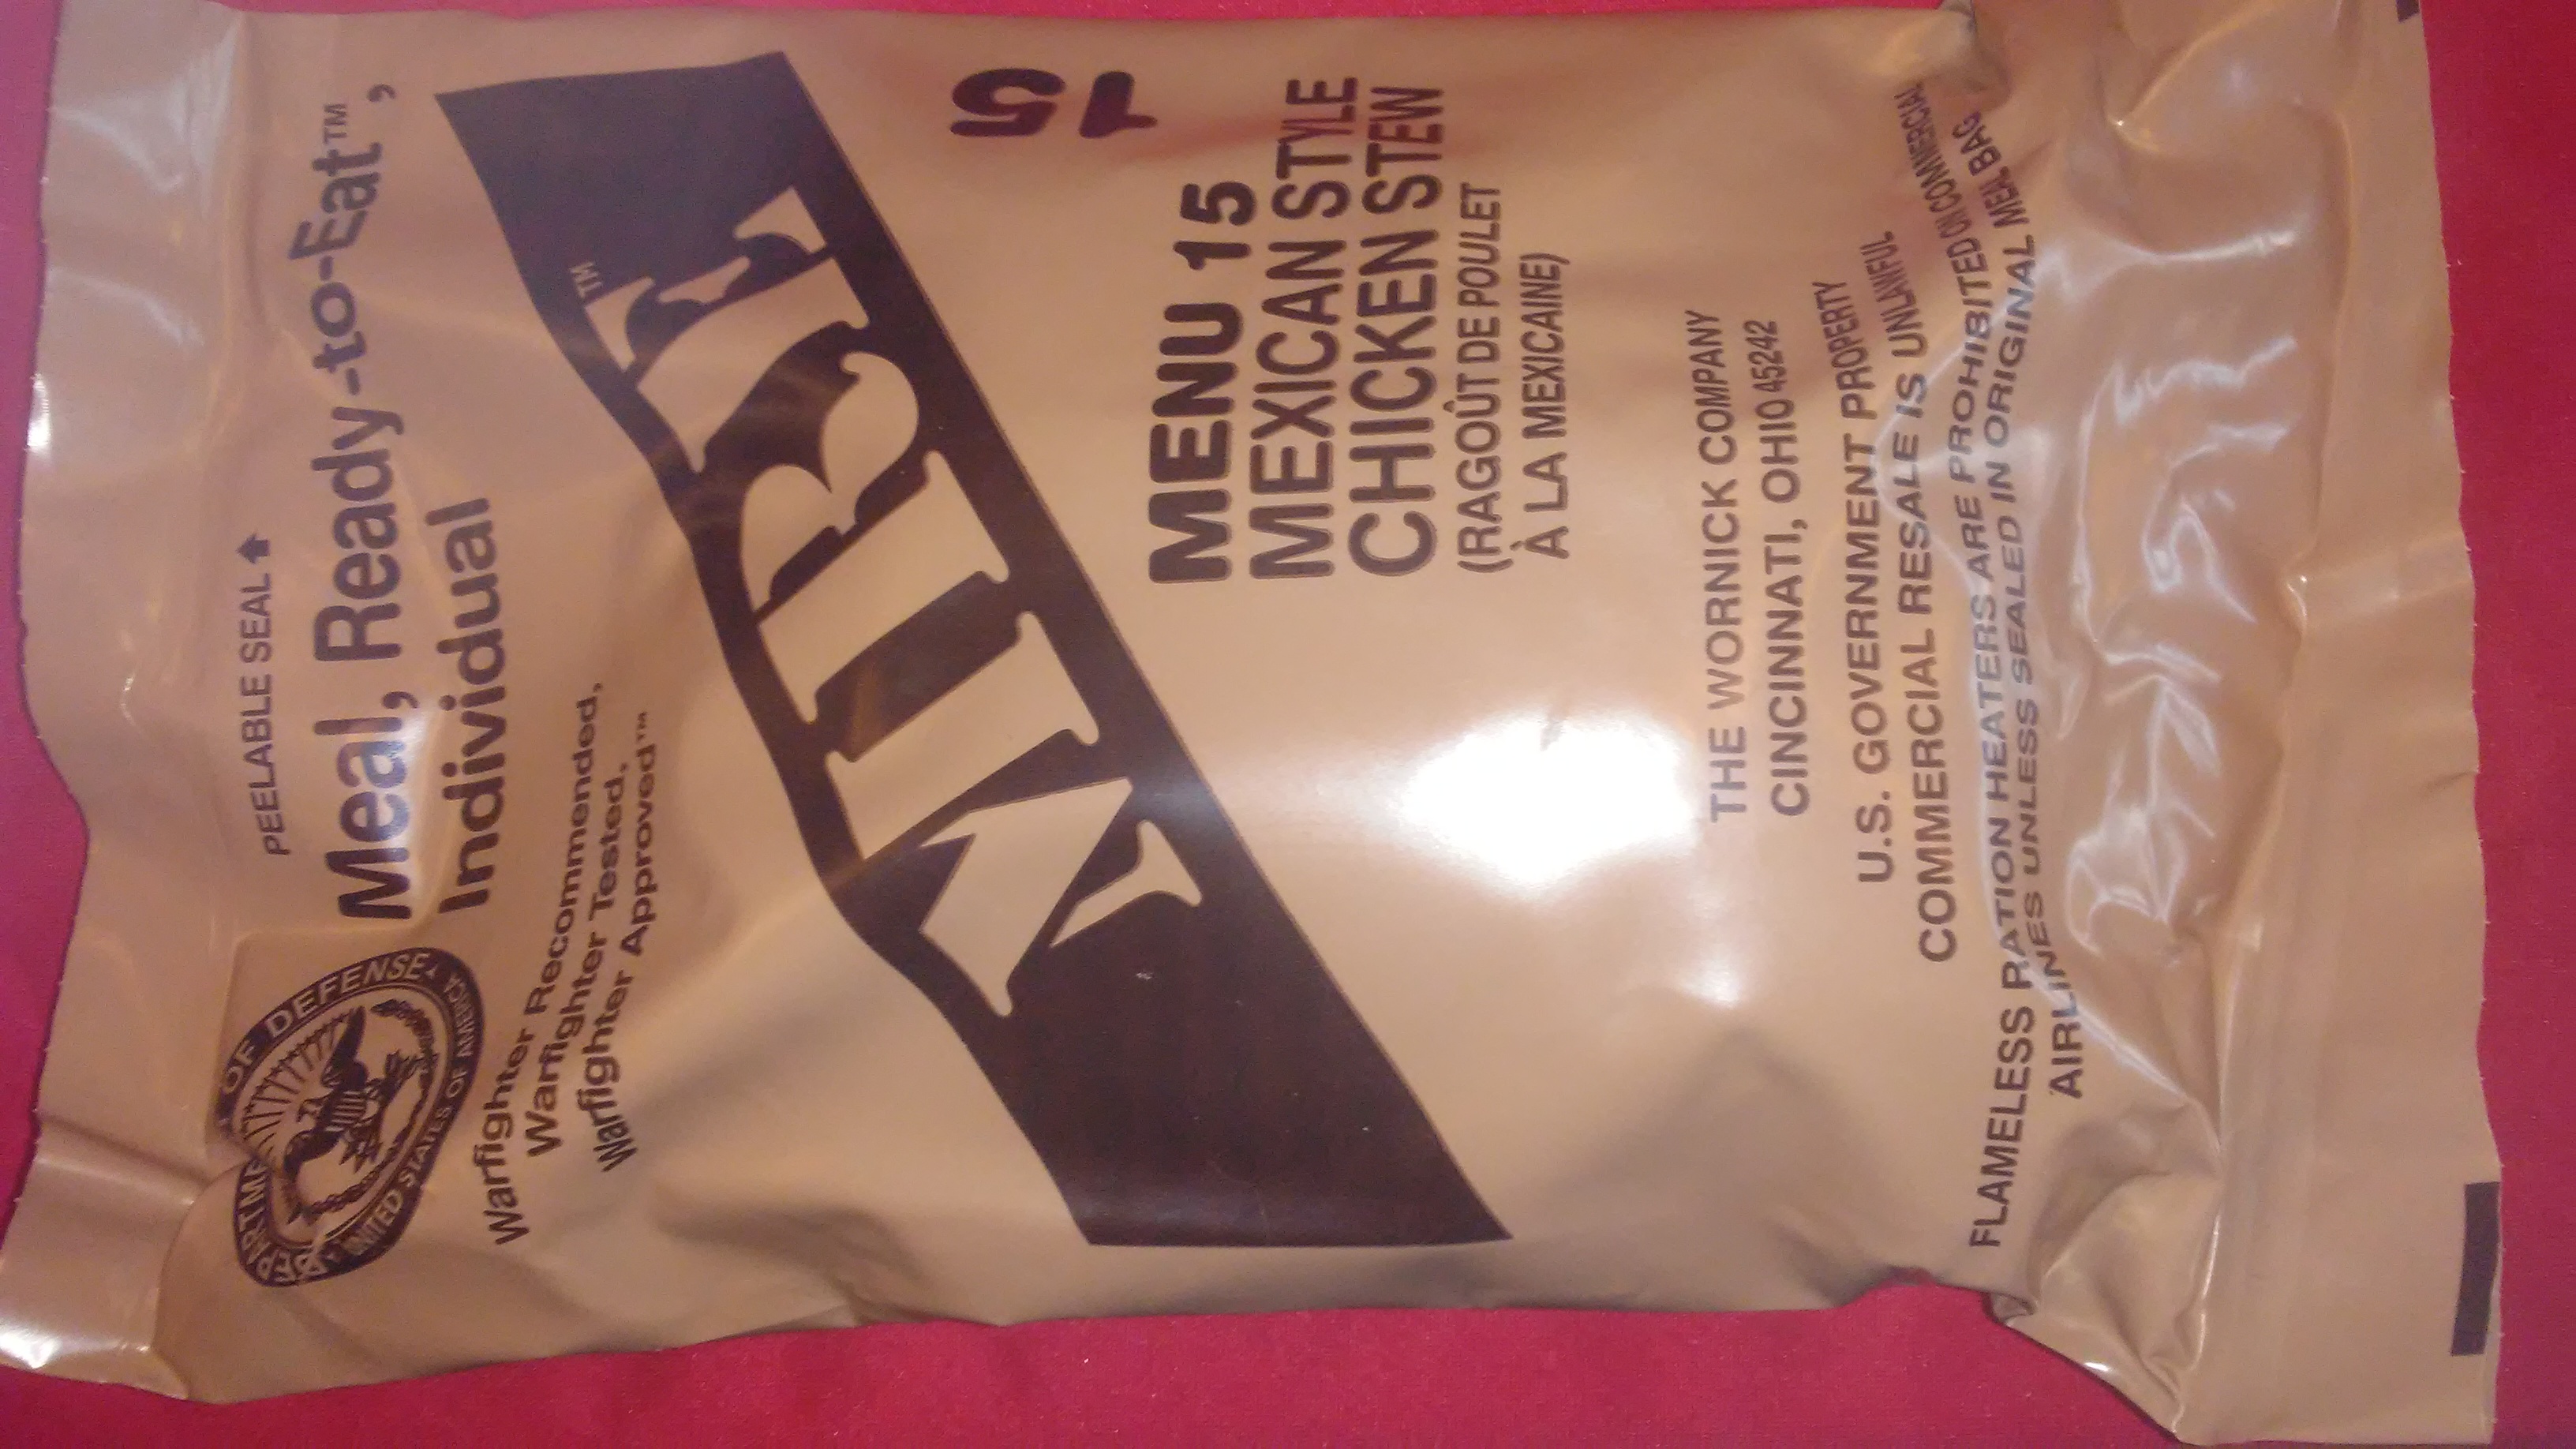 PEELABLE SEAL
Meal, Ready-to-Eat™,
Individual
DEPARTMENT OF DEFENSE
UNITED STATES OF AMERICA
Warfighter Recommended,
Warfighter Tested,
Warfighter Approved™
MRE™
15
MENU 15
MEXICAN STYLE
CHICKEN STEW
(RAGOÛT DE POULET
À LA MEXICAINE)
THE WORNICK COMPANY
CINCINNATI, OHIO 45242
U.S. GOVERNMENT PROPERTY
COMMERCIAL RESALE IS UNLAWFUL
FLAMELESS RATION HEATERS ARE PROHIBITED ON COMMERCIAL
AIRLINES UNLESS SEALED IN ORIGINAL MEAL BAG